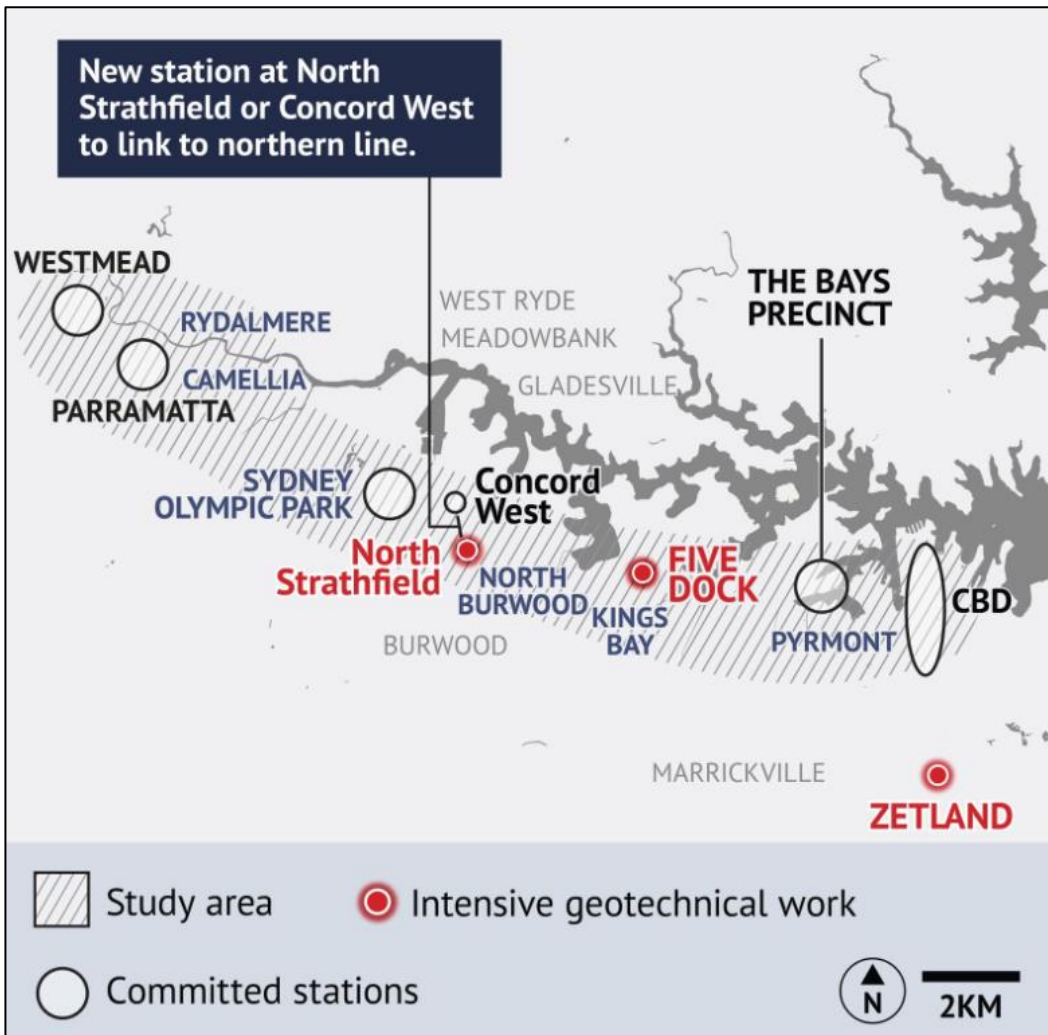 New station at North
Strathfield or Concord West
to link to northern line.
WESTMEAD
RYDALMERE
CAMELLIA
PARRAMATTA
WEST RYDE
MEADOWBANK
GLADESVILLE
THE BAYS
PRECINCT
SYDNEY
OLYMPIC PARK
Concord
West
North
Strathfield
NORTH
BURWOOD
FIVE
DOCK
KINGS
BAY
BURWOOD
PYRMONT
CBD
MARRICKVILLE
ZETLAND
Study area
Intensive geotechnical work
Committed stations
N
2KM